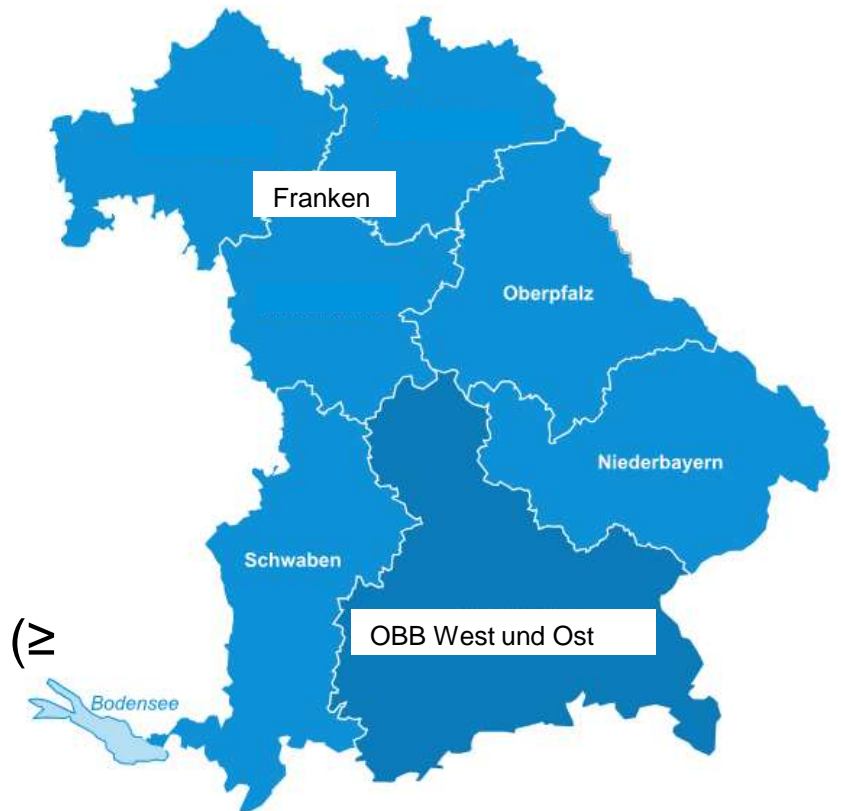 Franken
Oberpfalz
Niederbayern
Schwaben
OBB West und Ost
(≥
Bodensee